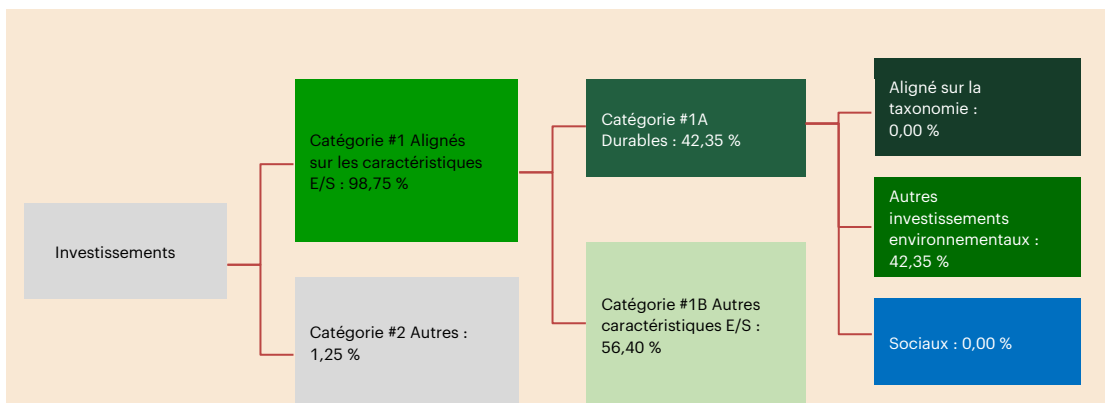 Investissements
Catégorie #1 Alignés
sur les caractéristiques
E/S : 98,75 %
Catégorie #2 Autres :
1,25 %
Catégorie #1A
Durables : 42,35 %
Catégorie #1B Autres
caractéristiques E/S :
56,40 %
Aligné sur la
taxonomie :
0,00 %
Autres
investissements
environnementaux :
42,35 %
Sociaux : 0,00 %